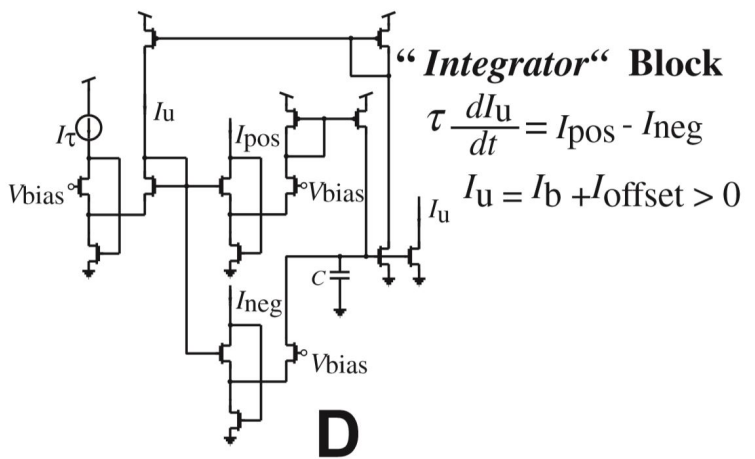 “Integrator“ Block
τ dIu/dt = Ipos - Ineg
Iu = Ib +Ioffset > 0
Iu
Iτ
Ipos
Vbias
Vbias
Iu
C
Ineg
Vbias
D